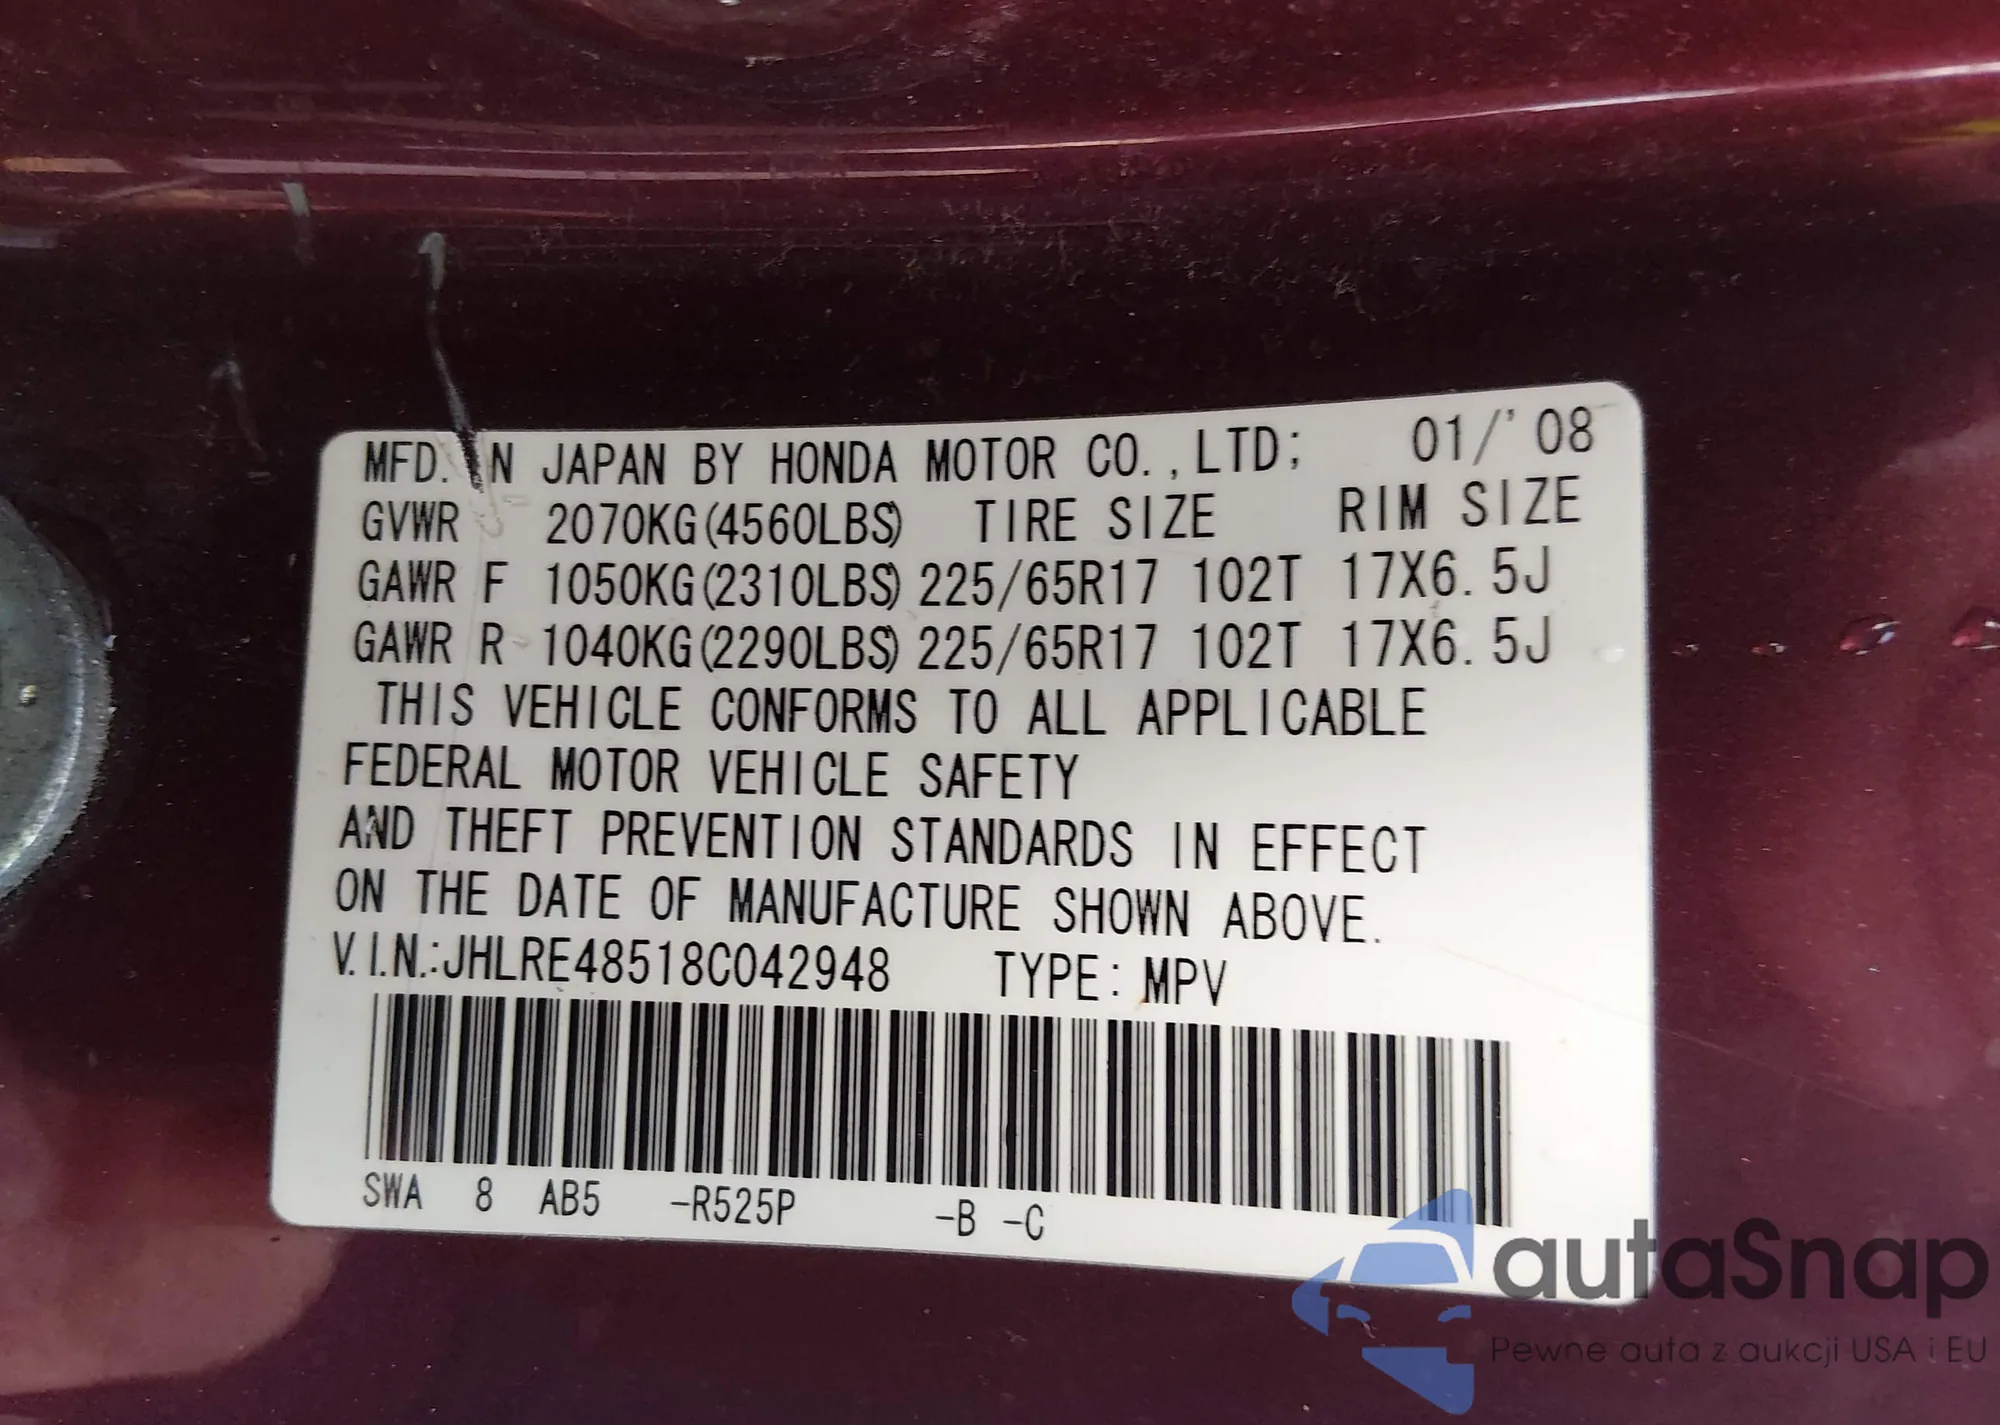 MFD. IN JAPAN BY HONDA MOTOR CO.,LTD; 01/'08
GVWR 2070KG(4560LBS) TIRE SIZE RIM SIZE
GAWR F 1050KG(2310LBS) 225/65R17 102T 17X6.5J
GAWR R 1040KG(2290LBS) 225/65R17 102T 17X6.5J
THIS VEHICLE CONFORMS TO ALL APPLICABLE
FEDERAL MOTOR VEHICLE SAFETY
AND THEFT PREVENTION STANDARDS IN EFFECT
ON THE DATE OF MANUFACTURE SHOWN ABOVE.
V.I.N.:JHLRE48518C042948 TYPE: MPV
SWA 8 AB5 -R525P -B -C
autaSnap
Pewne auta z aukcji USA i EU